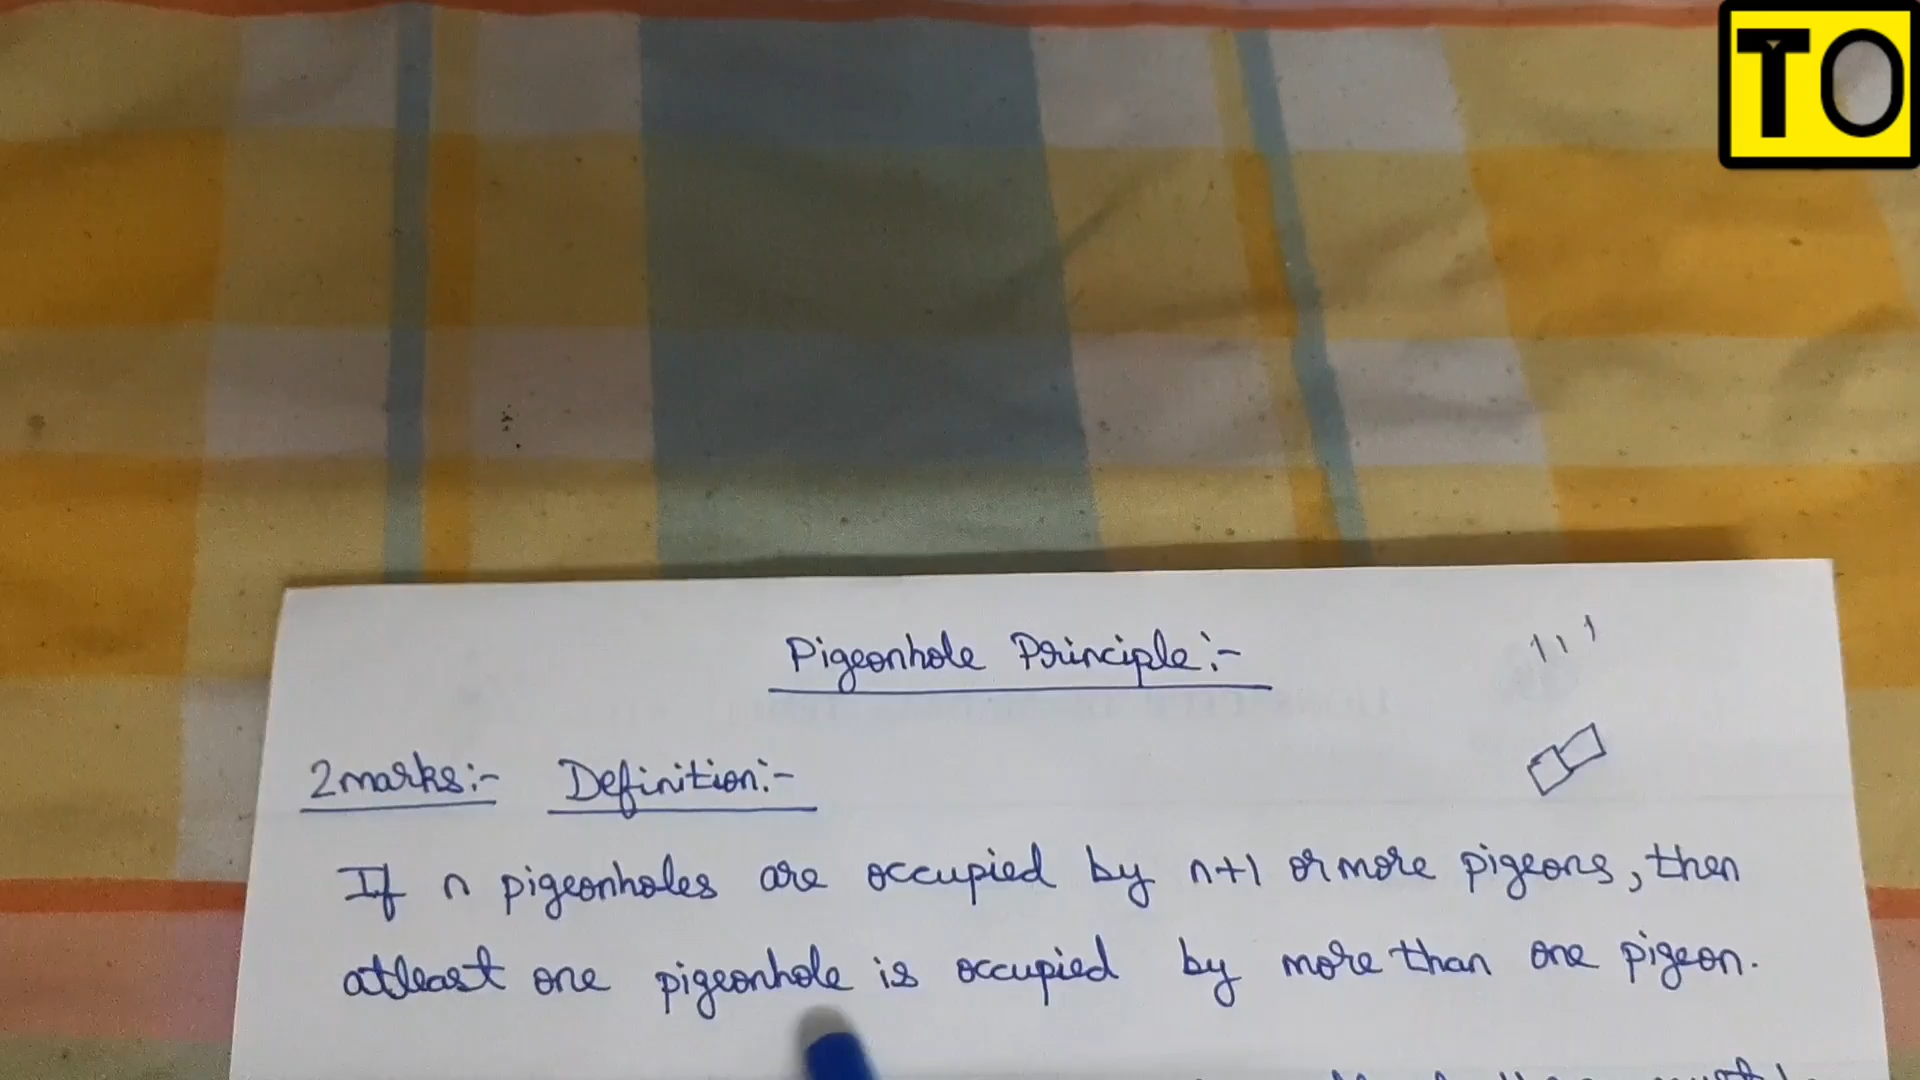 TO
Pigeonhole Principle:-
2marks:- Definition:-
If n pigeonholes are occupied by n+1 or more pigeons, then
atleast one pigeonhole is occupied by more than one pigeon.